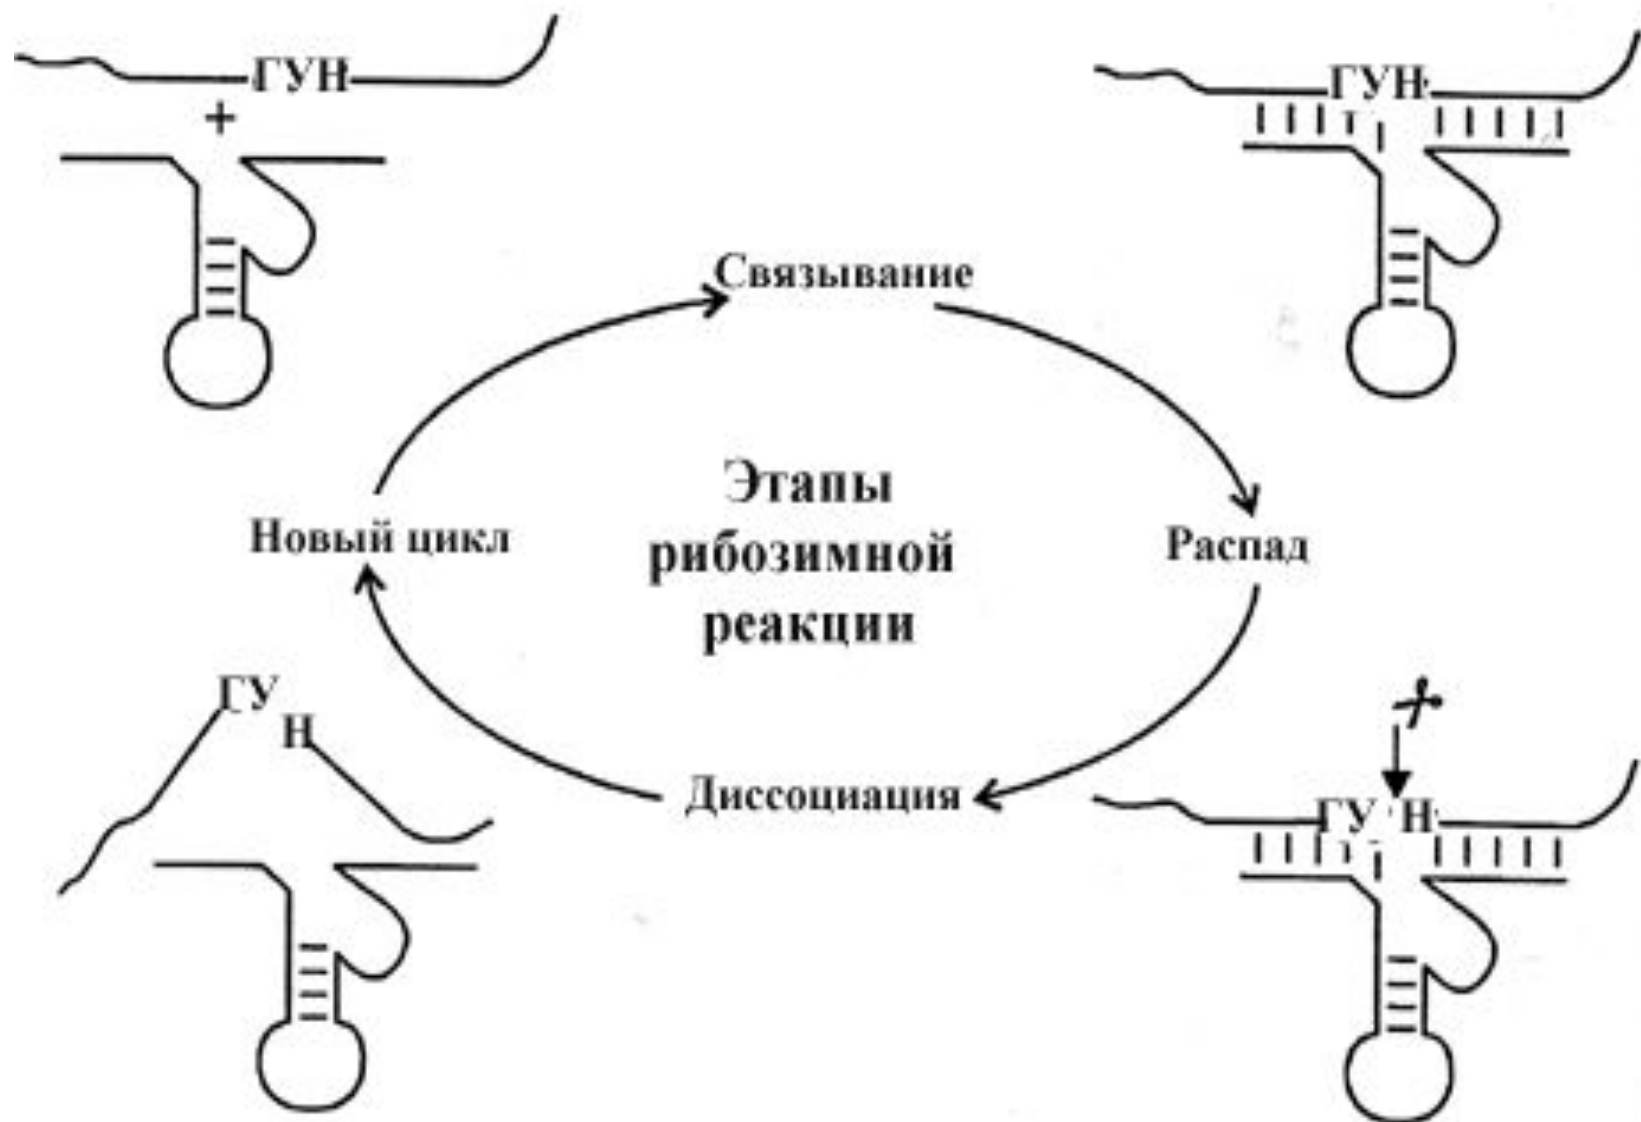 ГУН
ГУН
+
Связывание
Этапы
рибозимной
реакции
Новый цикл
Распад
ГУ
Н
Диссоциация
ГУ Н